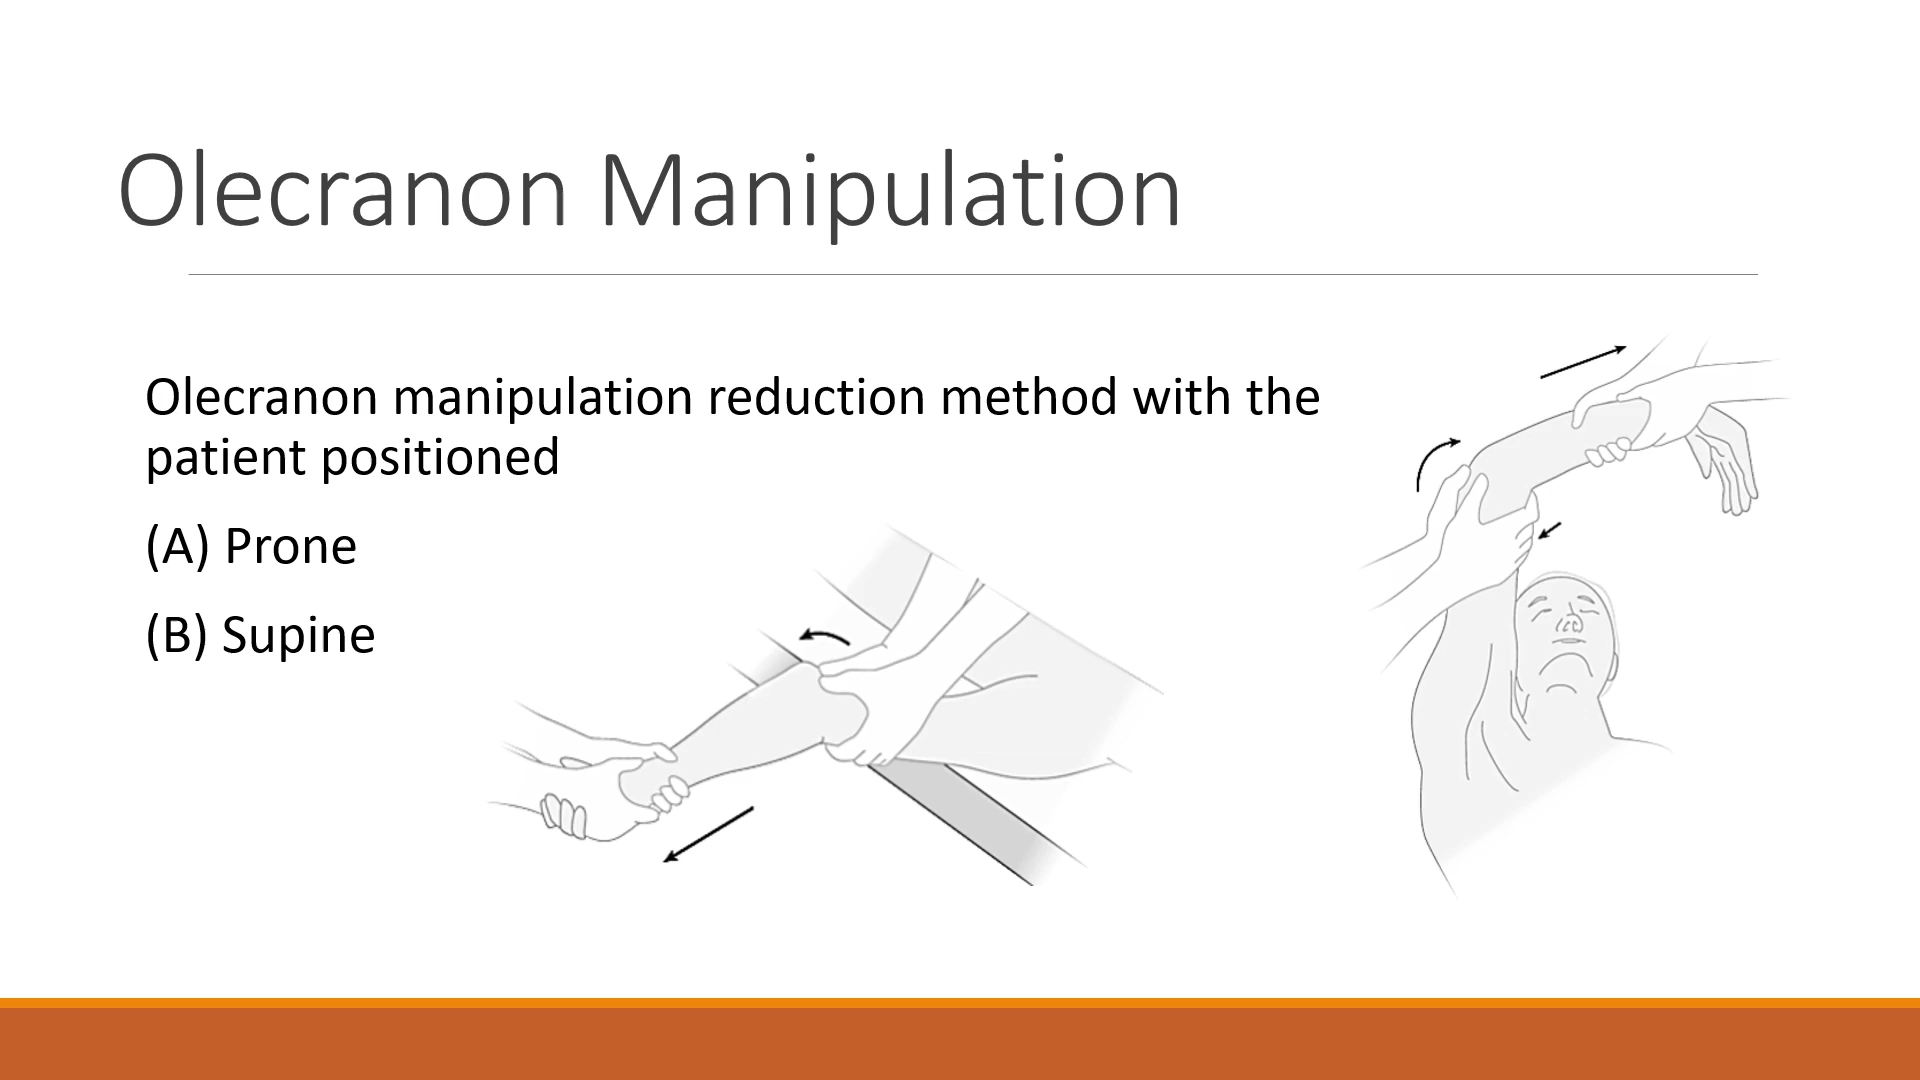 Olecranon Manipulation
Olecranon manipulation reduction method with the
patient positioned
(A) Prone
(B) Supine